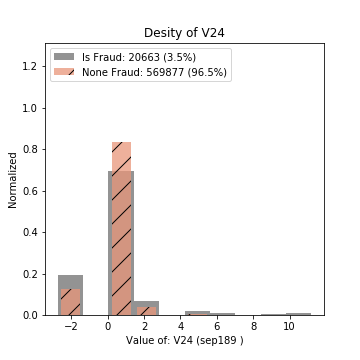 Desity of V24
Is Fraud: 20663 (3.5%)
None Fraud: 569877 (96.5%)
Normalized
1.2
1.0
0.8
0.6
0.4
0.2
0.0
−2
0
2
4
6
8
10
Value of: V24 (sep189 )